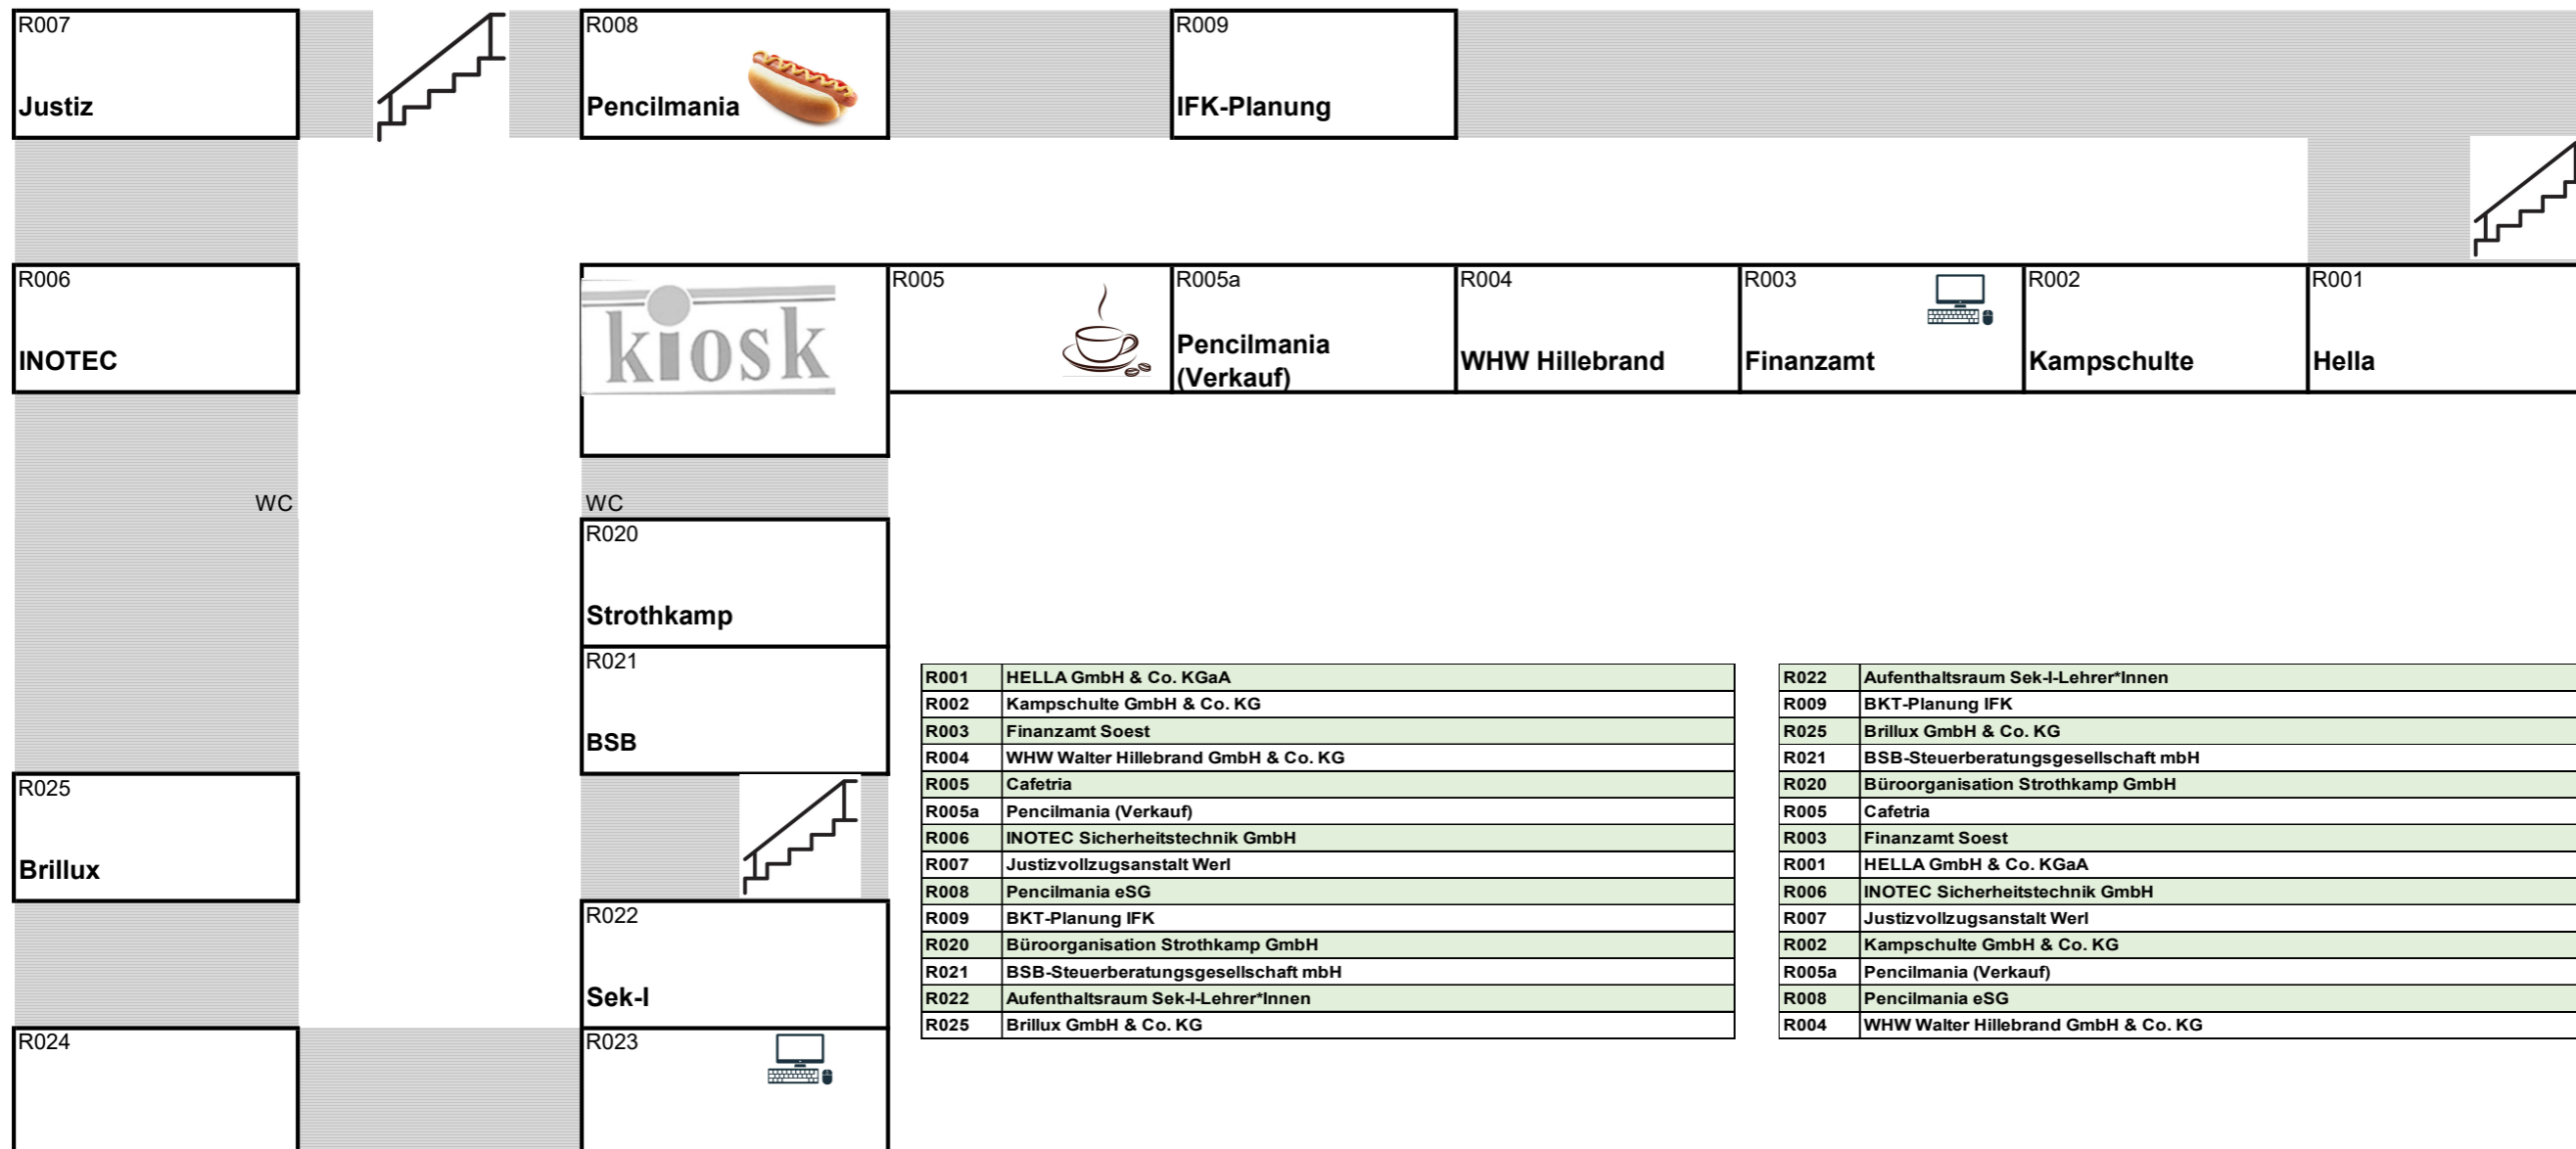 R007
Justiz
R008
Pencilmania
R009
IFK-Planung
R006
INOTEC
kiosk
R005
R005a
Pencilmania
(Verkauf)
R004
WHW Hillebrand
R003
Finanzamt
R002
Kampschulte
R001
Hella
WC
WC
R020
Strothkamp
R021
BSB
R025
Brillux
R022
Sek-I
R024
R023
R001 HELLA GmbH & Co. KGaA
R002 Kampschulte GmbH & Co. KG
R003 Finanzamt Soest
R004 WHW Walter Hillebrand GmbH & Co. KG
R005 Cafetria
R005a Pencilmania (Verkauf)
R006 INOTEC Sicherheitstechnik GmbH
R007 Justizvollzugsanstalt Werl
R008 Pencilmania eSG
R009 BKT-Planung IFK
R020 Büroorganisation Strothkamp GmbH
R021 BSB-Steuerberatungsgesellschaft mbH
R022 Aufenthaltsraum Sek-I-Lehrer*Innen
R025 Brillux GmbH & Co. KG
R022 Aufenthaltsraum Sek-I-Lehrer*Innen
R009 BKT-Planung IFK
R025 Brillux GmbH & Co. KG
R021 BSB-Steuerberatungsgesellschaft mbH
R020 Büroorganisation Strothkamp GmbH
R005 Cafetria
R003 Finanzamt Soest
R001 HELLA GmbH & Co. KGaA
R006 INOTEC Sicherheitstechnik GmbH
R007 Justizvollzugsanstalt Werl
R002 Kampschulte GmbH & Co. KG
R005a Pencilmania (Verkauf)
R008 Pencilmania eSG
R004 WHW Walter Hillebrand GmbH & Co. KG